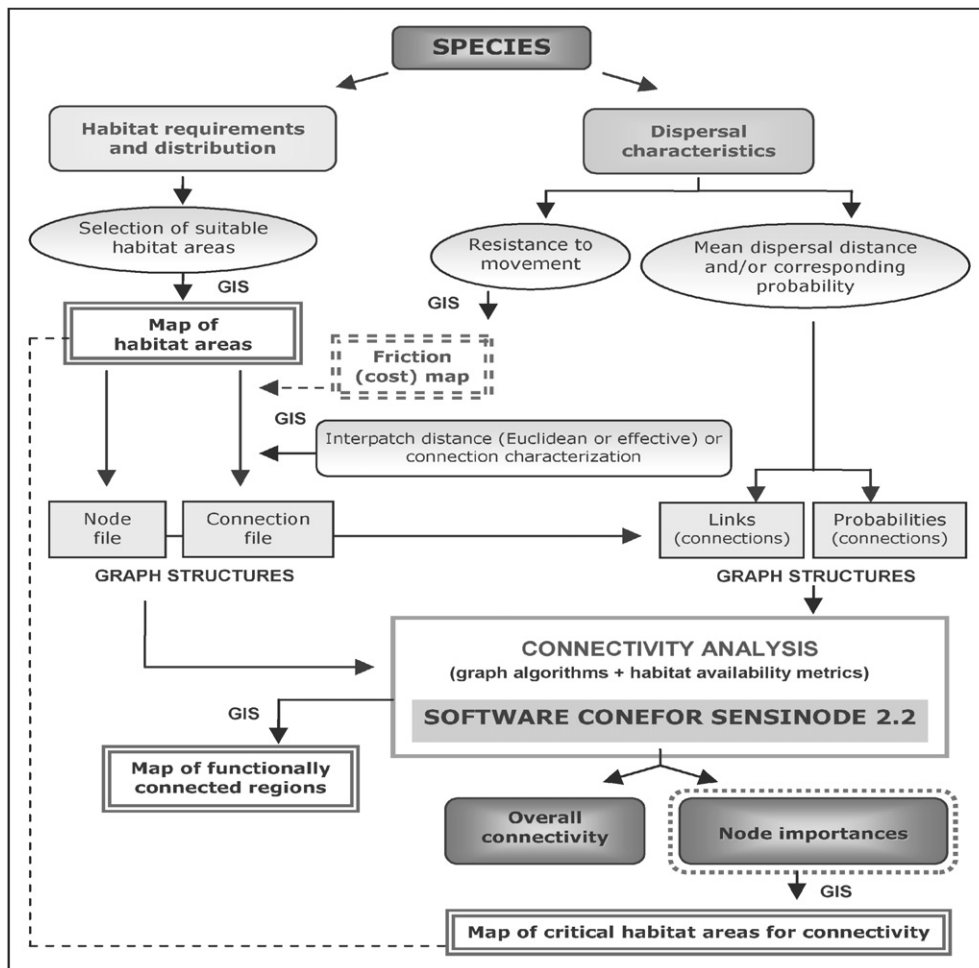 SPECIES
Habitat requirements
and distribution
Dispersal
characteristics
Selection of suitable
habitat areas
GIS
Map of
habitat areas
Resistance to
movement
GIS
Friction
(cost) map
Mean dispersal distance
and/or corresponding
probability
GIS
Interpatch distance (Euclidean or effective) or
connection characterization
Node
file
Connection
file
GRAPH STRUCTURES
Links
(connections)
Probabilities
(connections)
GRAPH STRUCTURES
CONNECTIVITY ANALYSIS
(graph algorithms + habitat availability metrics)
SOFTWARE CONEFOR SENSINODE 2.2
GIS
Map of functionally
connected regions
Overall
connectivity
Node importances
GIS
Map of critical habitat areas for connectivity